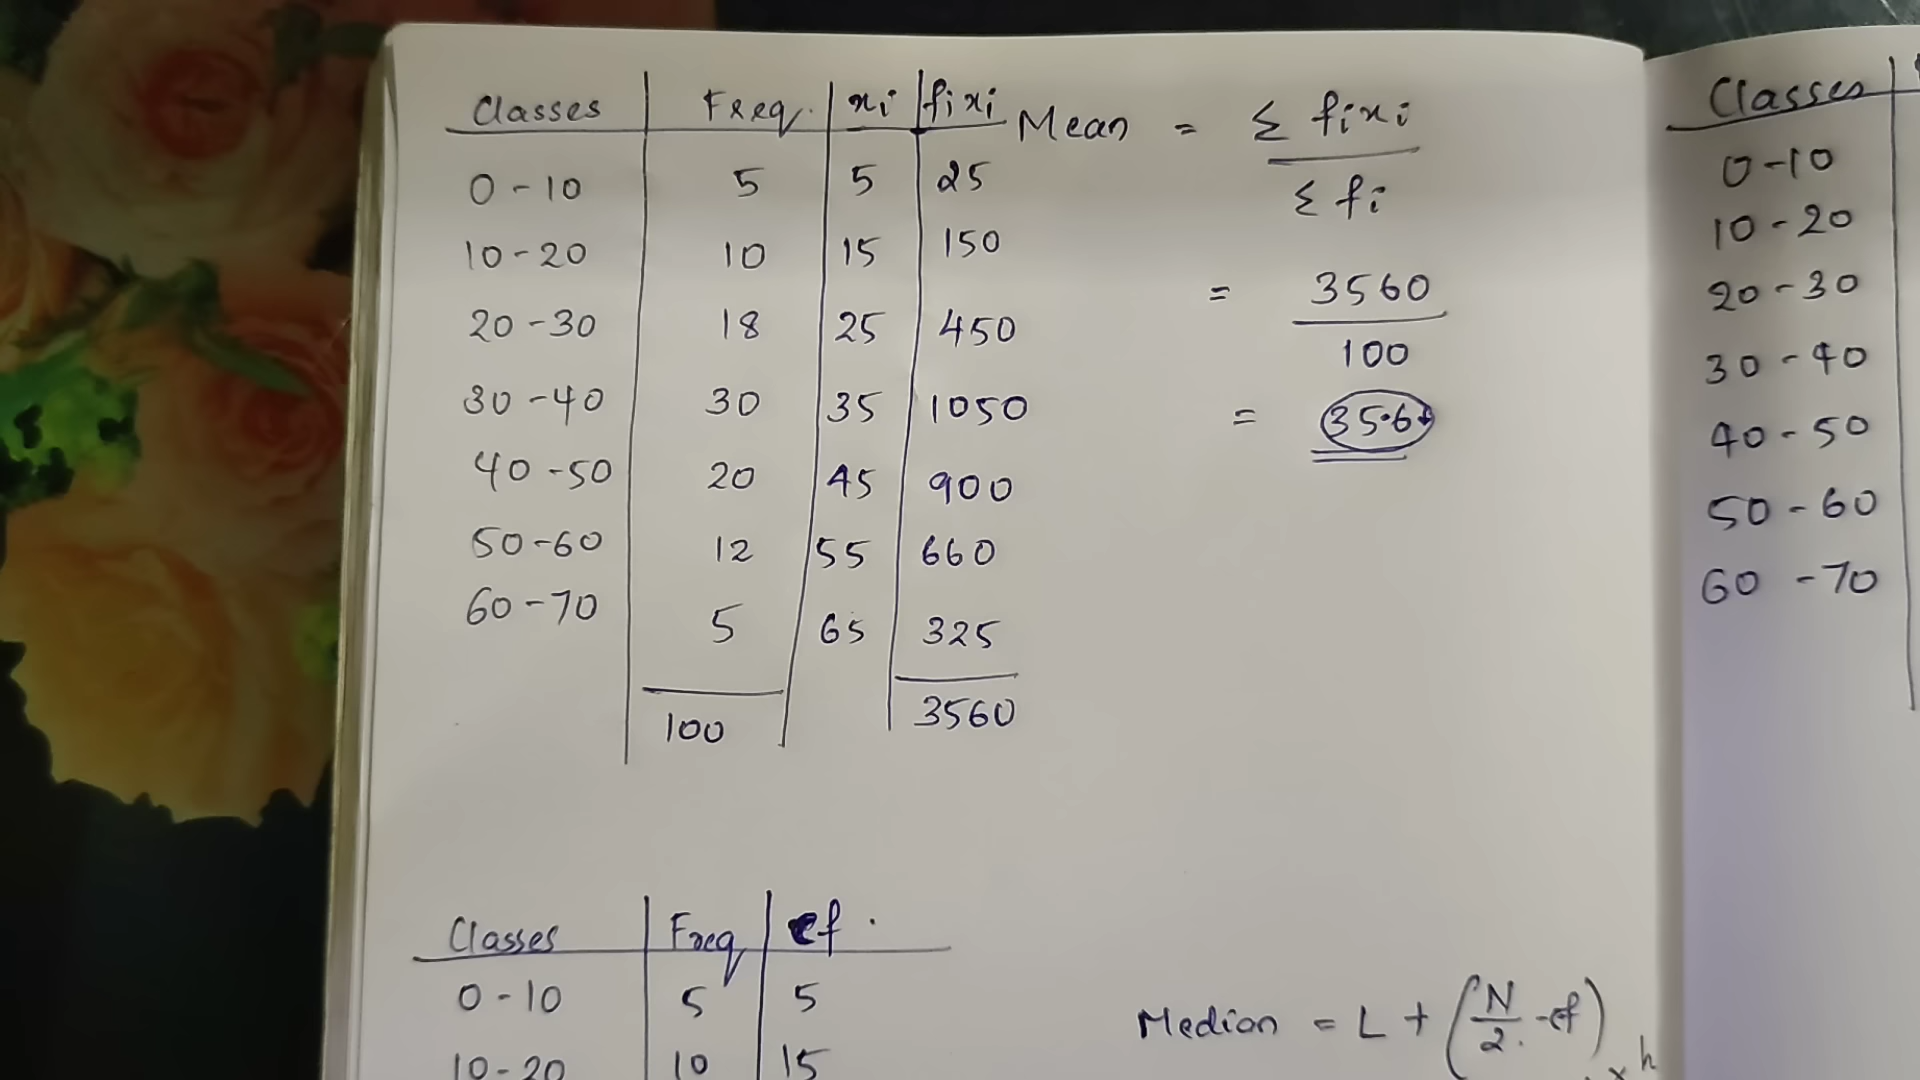 Classes Freq. xi fixi
0-10 5 5 25
10-20 10 15 150
20-30 18 25 450
30-40 30 35 1050
40-50 20 45 900
50-60 12 55 660
60-70 5 65 325
100 3560
Mean = Σ fixi
Σ fi
= 3560
100
= 35.6
Classes Freq cf.
0-10 5 5
10-20 10 15
Median = L + (N/2 - cf) × h
Classes
0-10
10-20
20-30
30-40
40-50
50-60
60-70